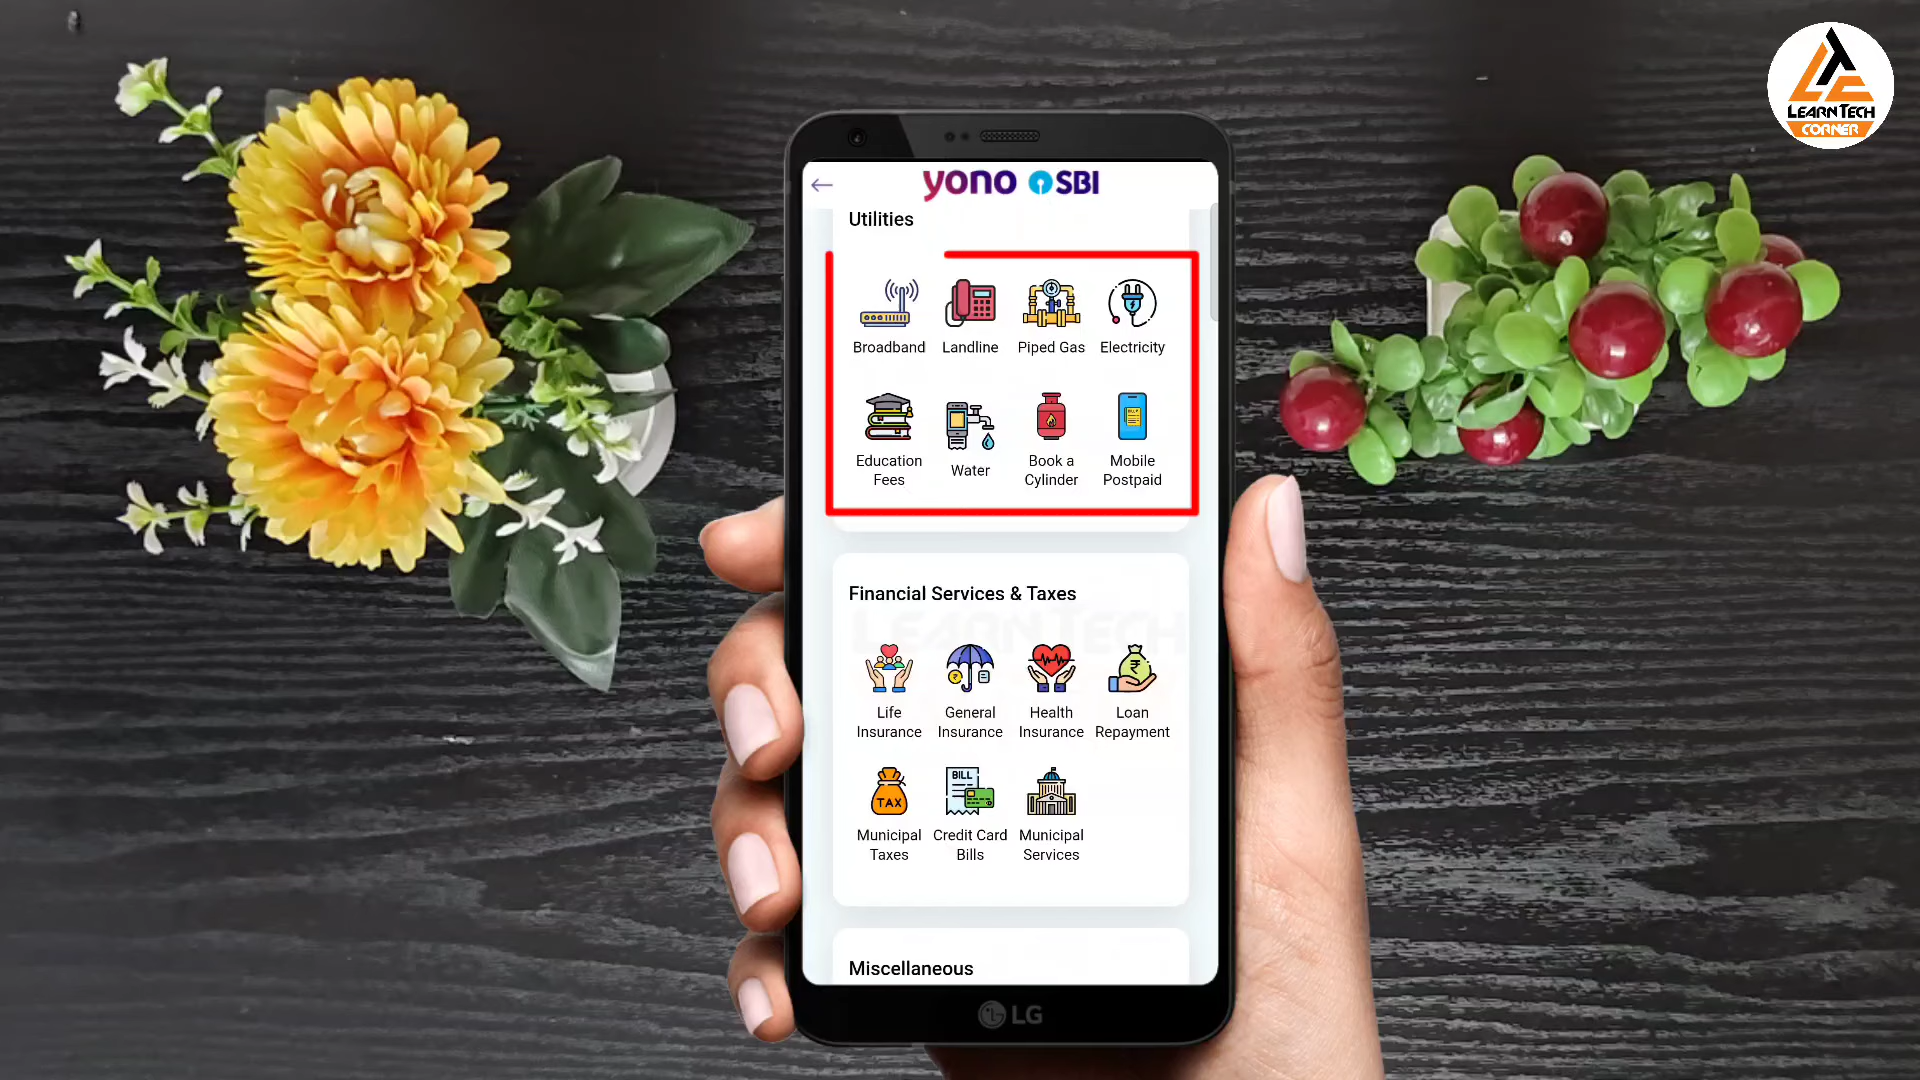 LEARN TECH
CORNER
yono SBI
Utilities
Broadband Landline Piped Gas Electricity
Education Fees
Water
Book a Cylinder
Mobile Postpaid
Financial Services & Taxes
LEARN TECH
Life Insurance
General Insurance
Health Insurance
Loan Repayment
TAX
BILL
Municipal Taxes
Credit Card Bills
Municipal Services
Miscellaneous
LG